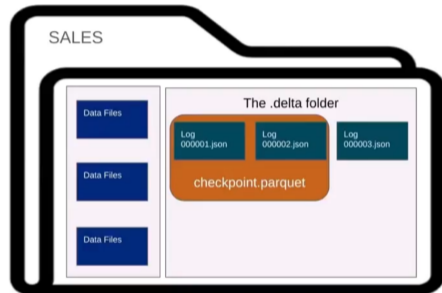 SALES
Data Files
Data Files
Data Files
The .delta folder
Log
000001.json
Log
000002.json
Log
000003.json
checkpoint.parquet